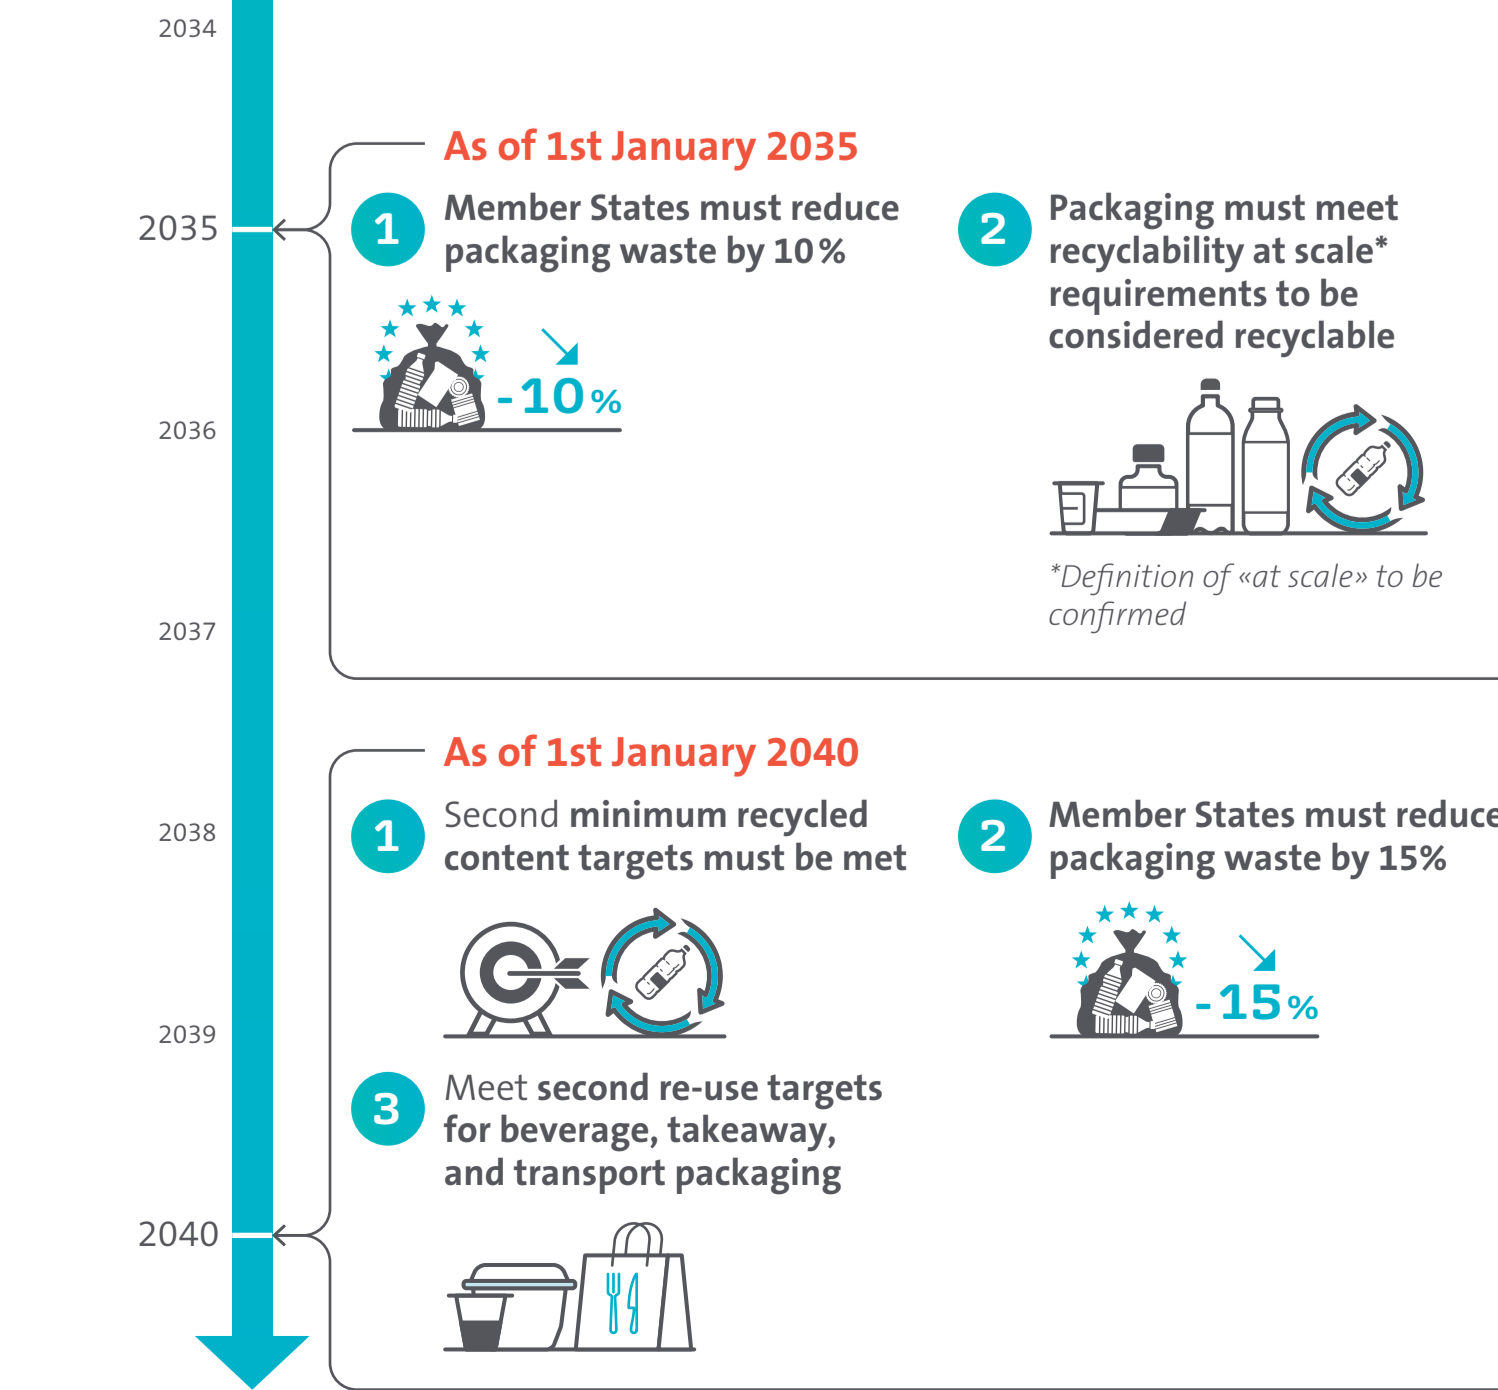 2034
As of 1st January 2035
2035
1
Member States must reduce
packaging waste by 10%
-10%
2
Packaging must meet
recyclability at scale*
requirements to be
considered recyclable
*Definition of «at scale» to be
confirmed
2036
2037
As of 1st January 2040
2038
1
Second minimum recycled
content targets must be met
2
Member States must reduce
packaging waste by 15%
-15%
2039
3
Meet second re-use targets
for beverage, takeaway,
and transport packaging
2040